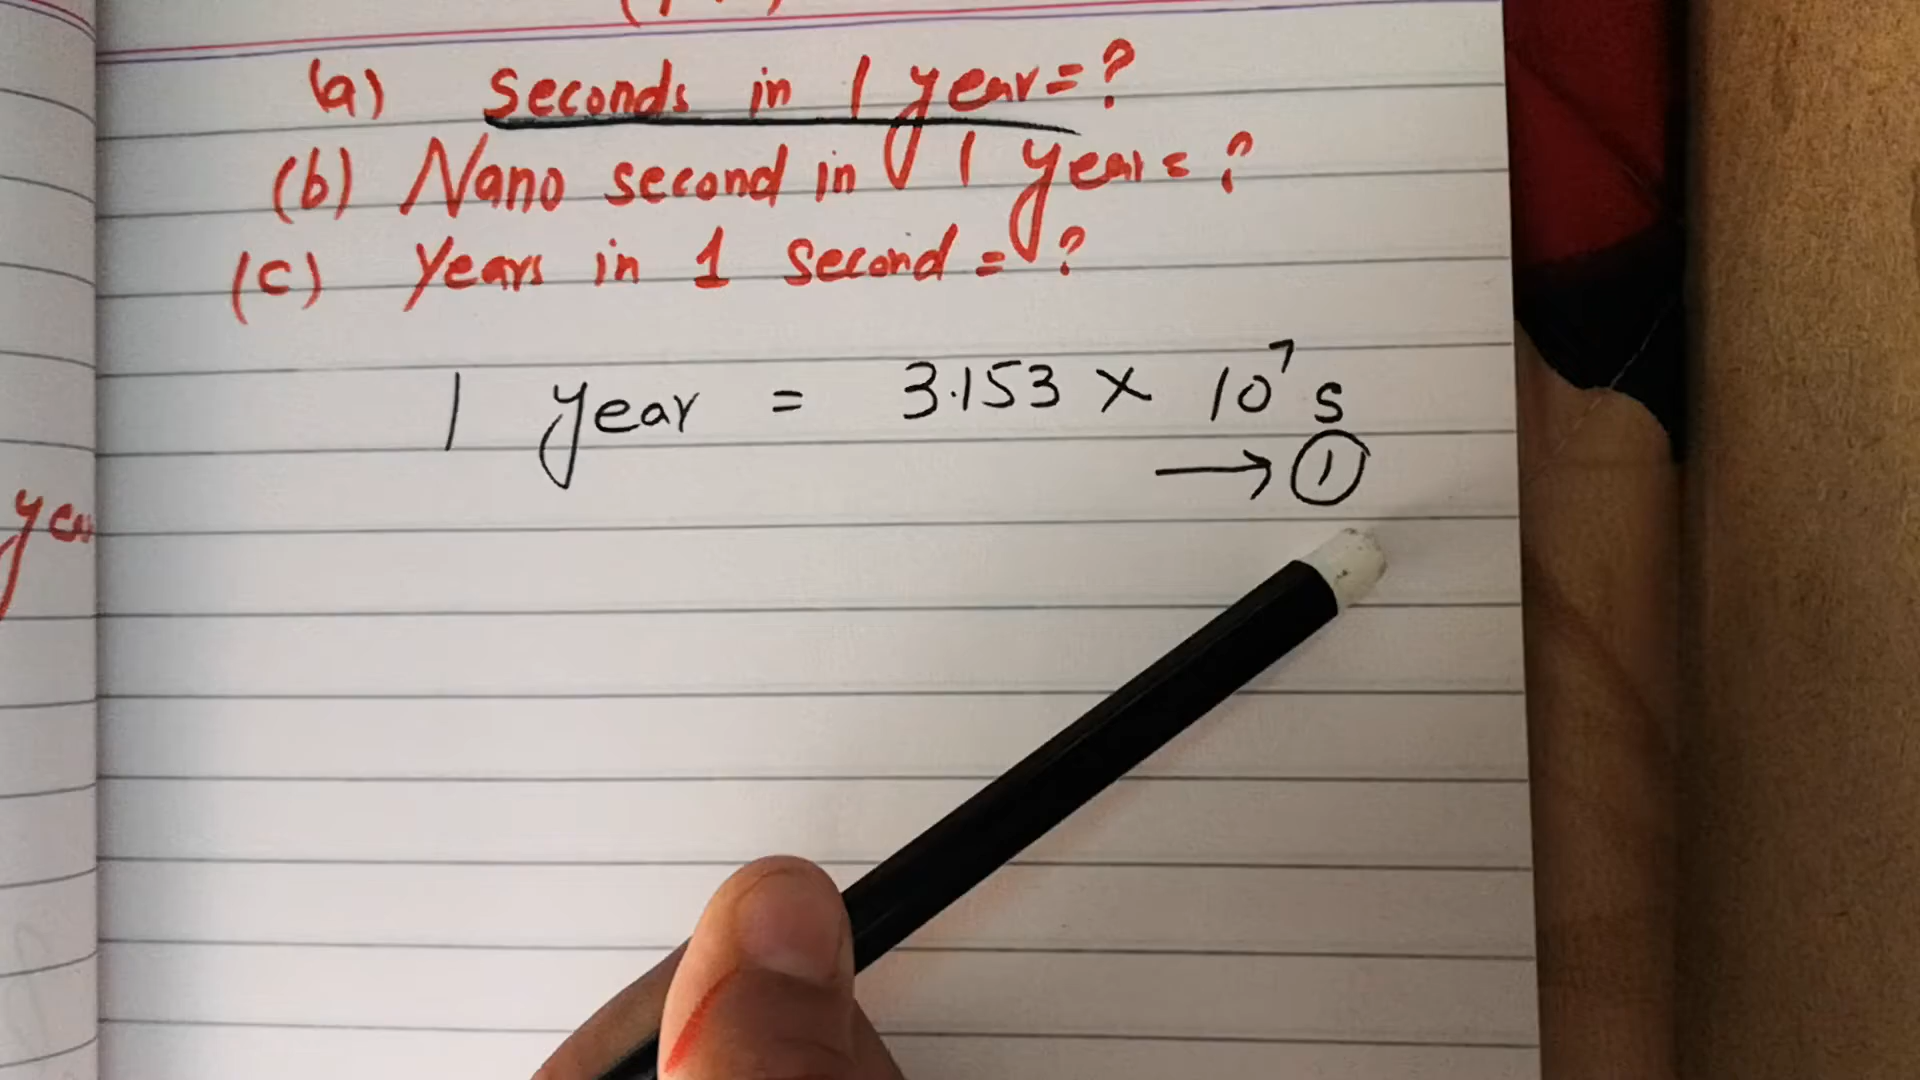 (a) seconds in 1 year = ?
(b) Nano second in 1 year = ?
(c) Years in 1 second = ?
1 year = 3.153 × 10⁷ s
→ ①